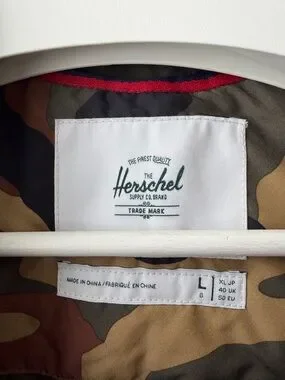 THE FINEST QUALITY
THE
Herschel
SUPPLY CO. BRAND
TRADE MARK
MADE IN CHINA / FABRIQUÉ EN CHINE
L
G
XL JP
40 UK
50 EU